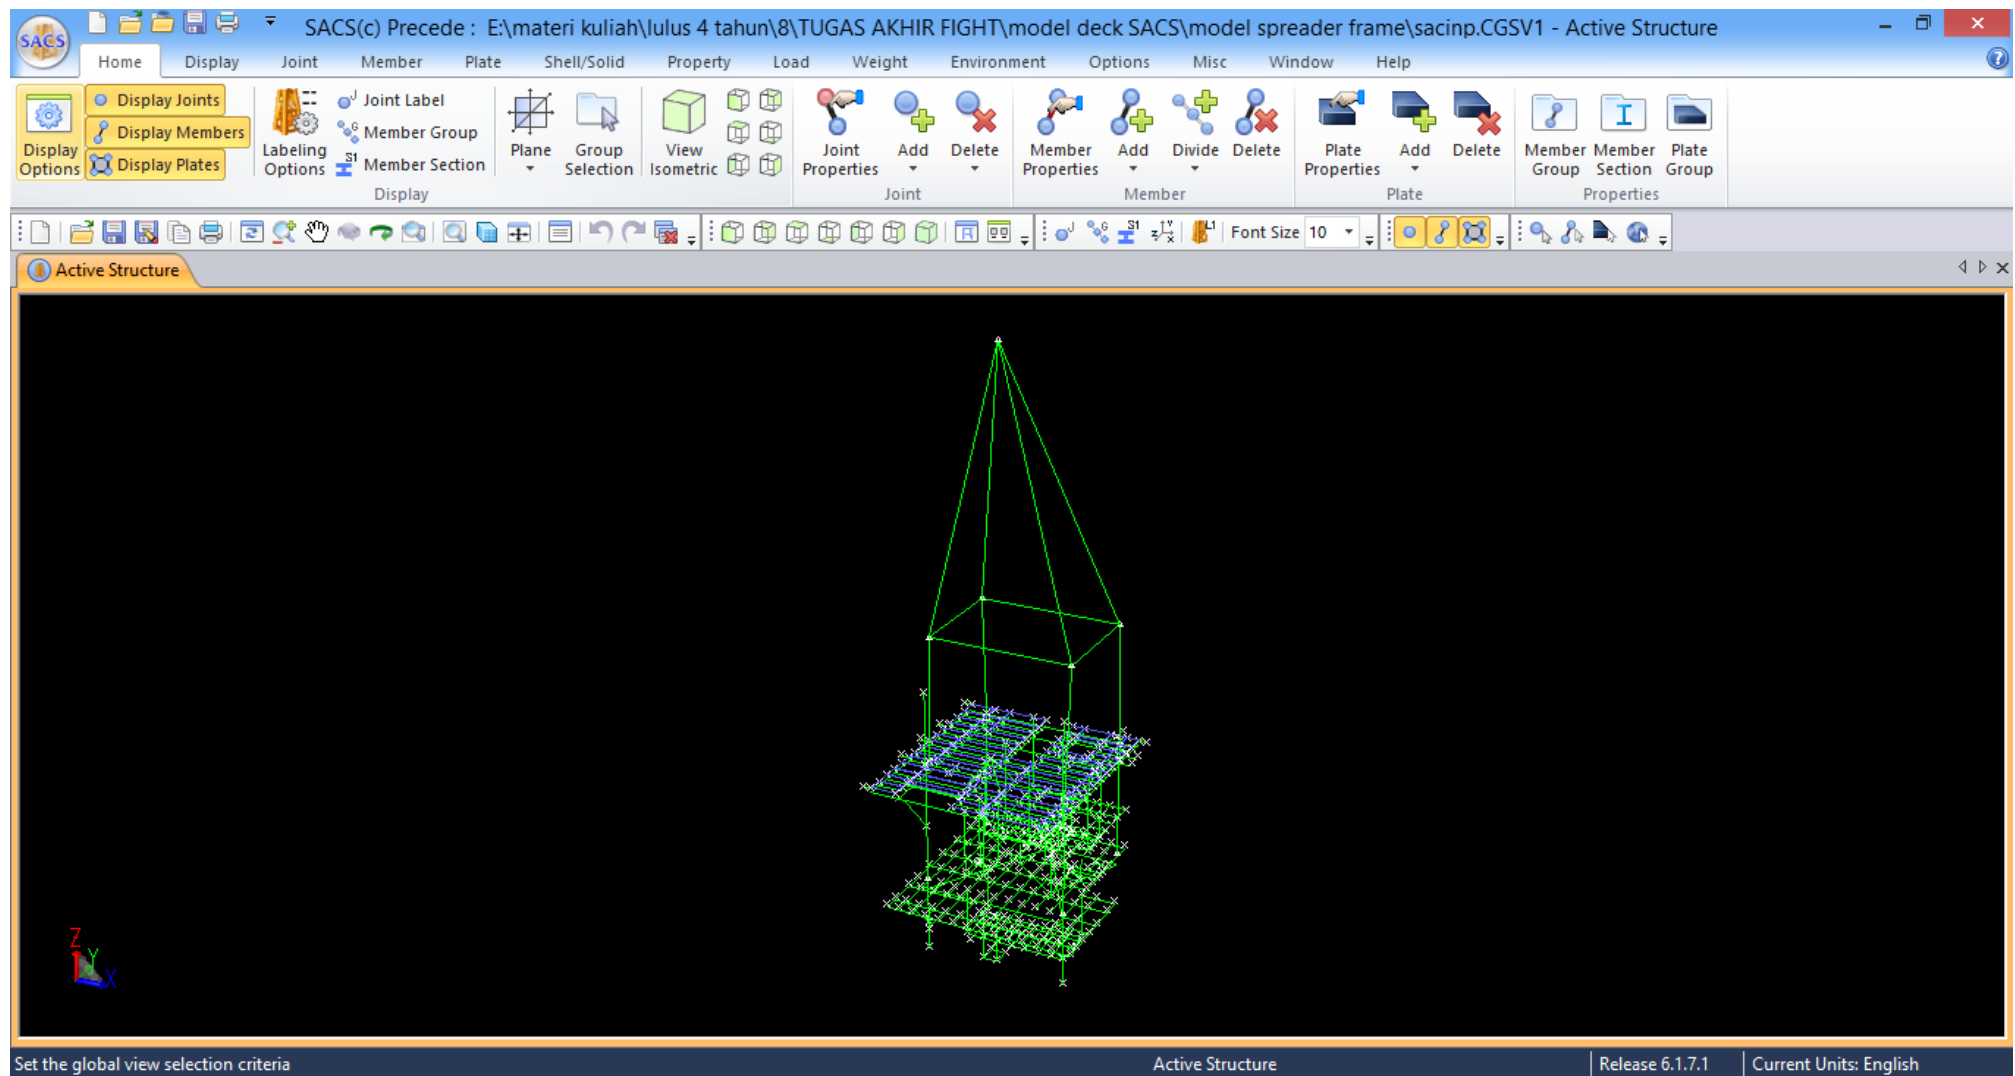 SACS(c) Precede : E:\materi kuliah\lulus 4 tahun\8\TUGAS AKHIR FIGHT\model deck SACS\model spreader frame\sacinp.CGSV1 - Active Structure
SACS
Home Display Joint Member Plate Shell/Solid Property Load Weight Environment Options Misc Window Help
Display Options
Display Joints
Display Members
Display Plates
Labeling Options
Joint Label
Member Group
Member Section
Display
Plane
Group Selection
View Isometric
Joint Properties
Add
Delete
Joint
Member Properties
Add
Divide
Delete
Member
Plate Properties
Add
Delete
Plate
Member Group
Member Section
Plate Group
Properties
Font Size 10
Active Structure
Z
Y
X
Set the global view selection criteria
Active Structure
Release 6.1.7.1
Current Units: English